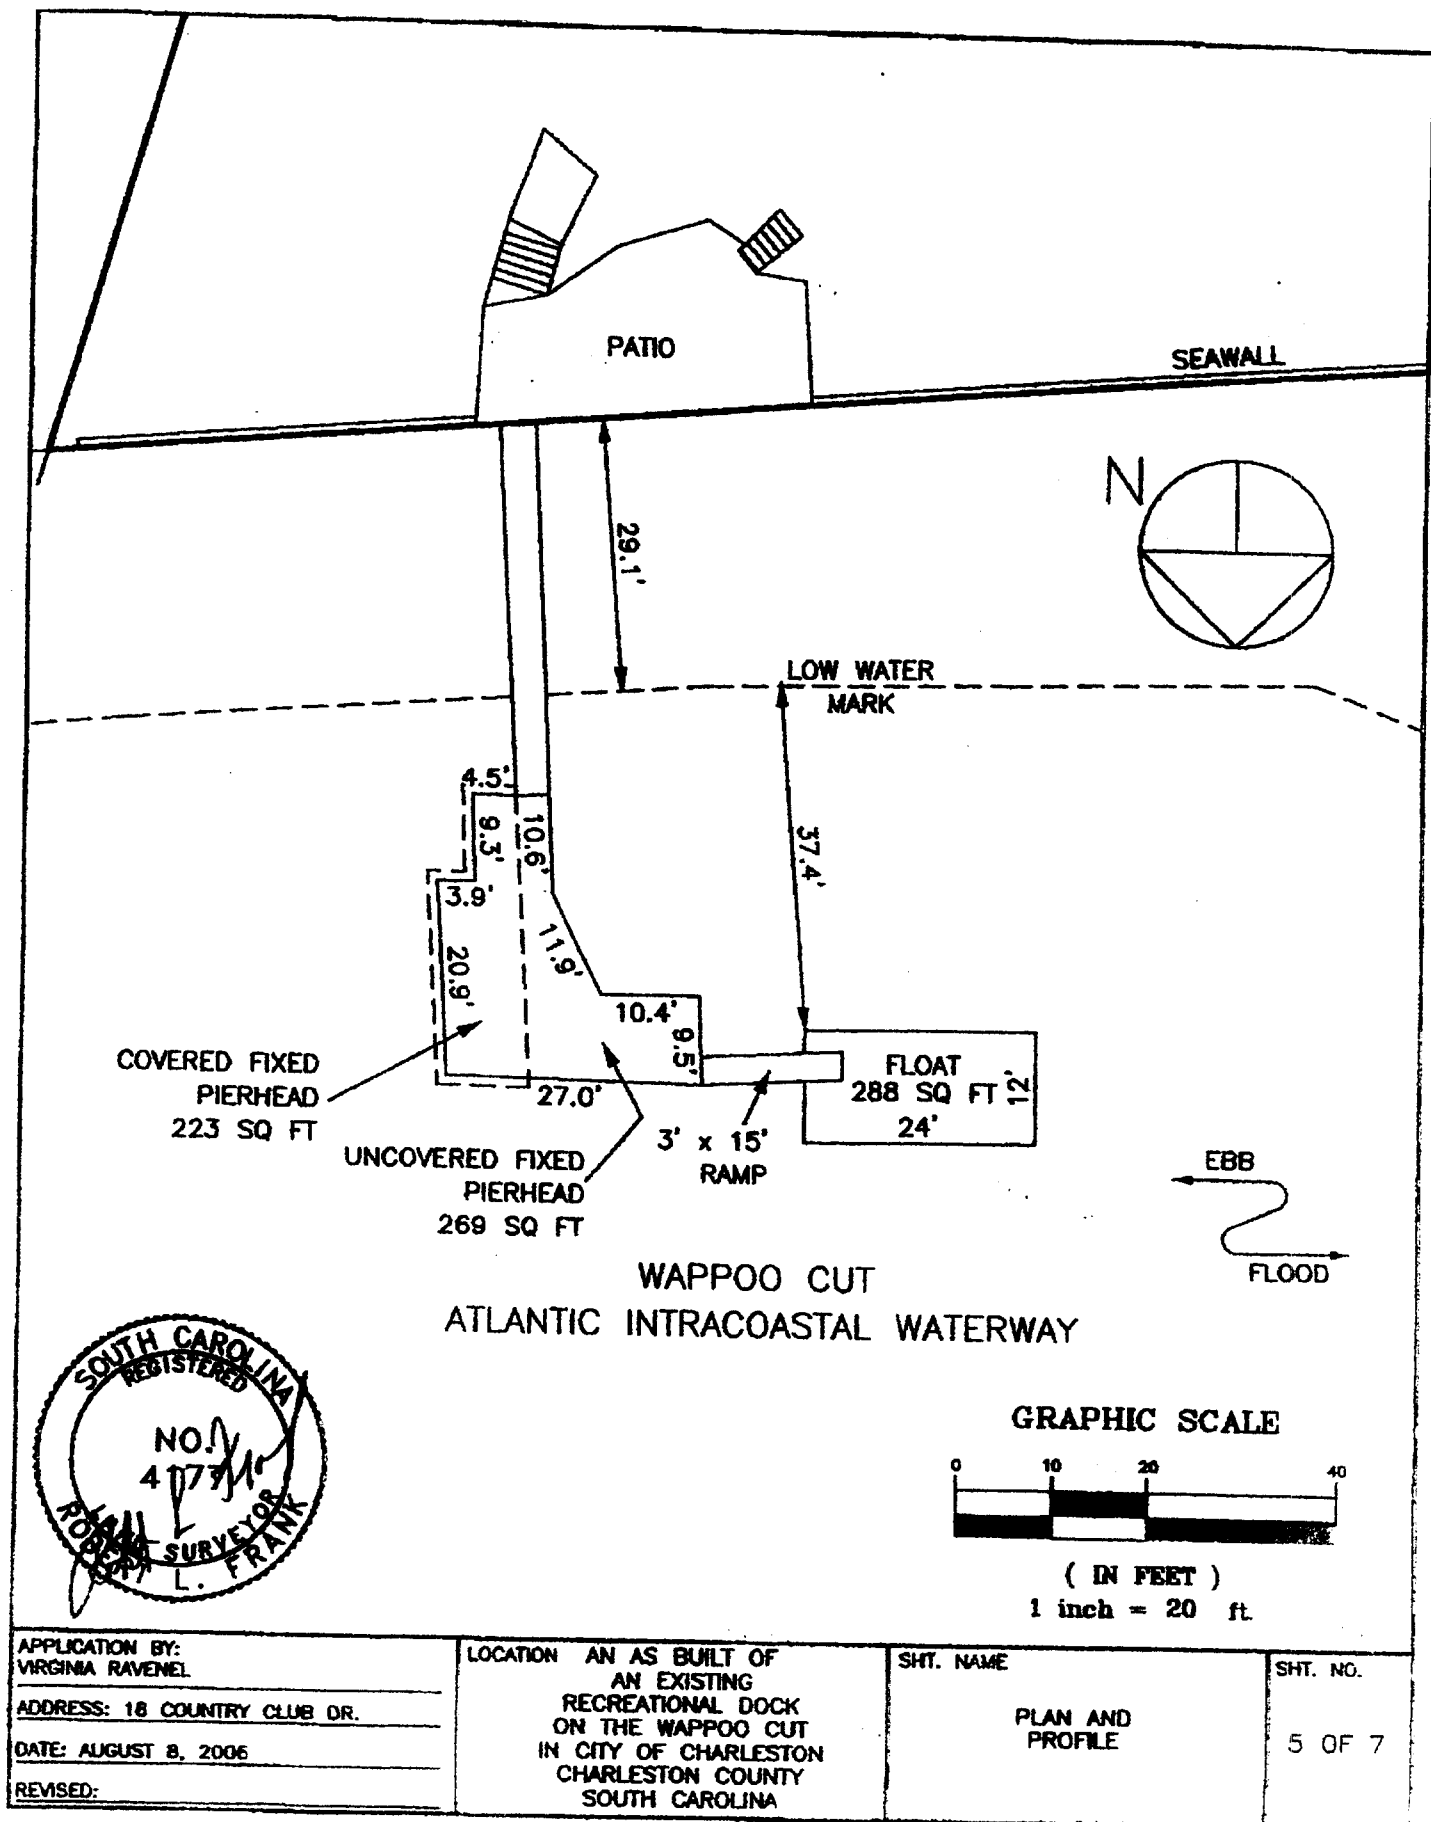 PATIO
SEAWALL
N
29.1'
LOW WATER
MARK
4.5'
9.3'
10.6'
37.4'
3.9'
11.9'
20.9'
10.4'
9.5'
COVERED FIXED
PIERHEAD
223 SQ FT
27.0'
FLOAT
288 SQ FT
12'
24'
3' x 15'
RAMP
UNCOVERED FIXED
PIERHEAD
269 SQ FT
EBB
FLOOD
WAPPOO CUT
ATLANTIC INTRACOASTAL WATERWAY
SOUTH CAROLINA
REGISTERED
NO.
4177
LAND SURVEYOR
ROBERT L. FRANK
GRAPHIC SCALE
0 10 20 40
( IN FEET )
1 inch = 20 ft.
APPLICATION BY:
VIRGINIA RAVENEL
ADDRESS: 18 COUNTRY CLUB DR.
DATE: AUGUST 8, 2006
REVISED:
LOCATION AN AS BUILT OF
AN EXISTING
RECREATIONAL DOCK
ON THE WAPPOO CUT
IN CITY OF CHARLESTON
CHARLESTON COUNTY
SOUTH CAROLINA
SHT. NAME
PLAN AND
PROFILE
SHT. NO.
5 OF 7